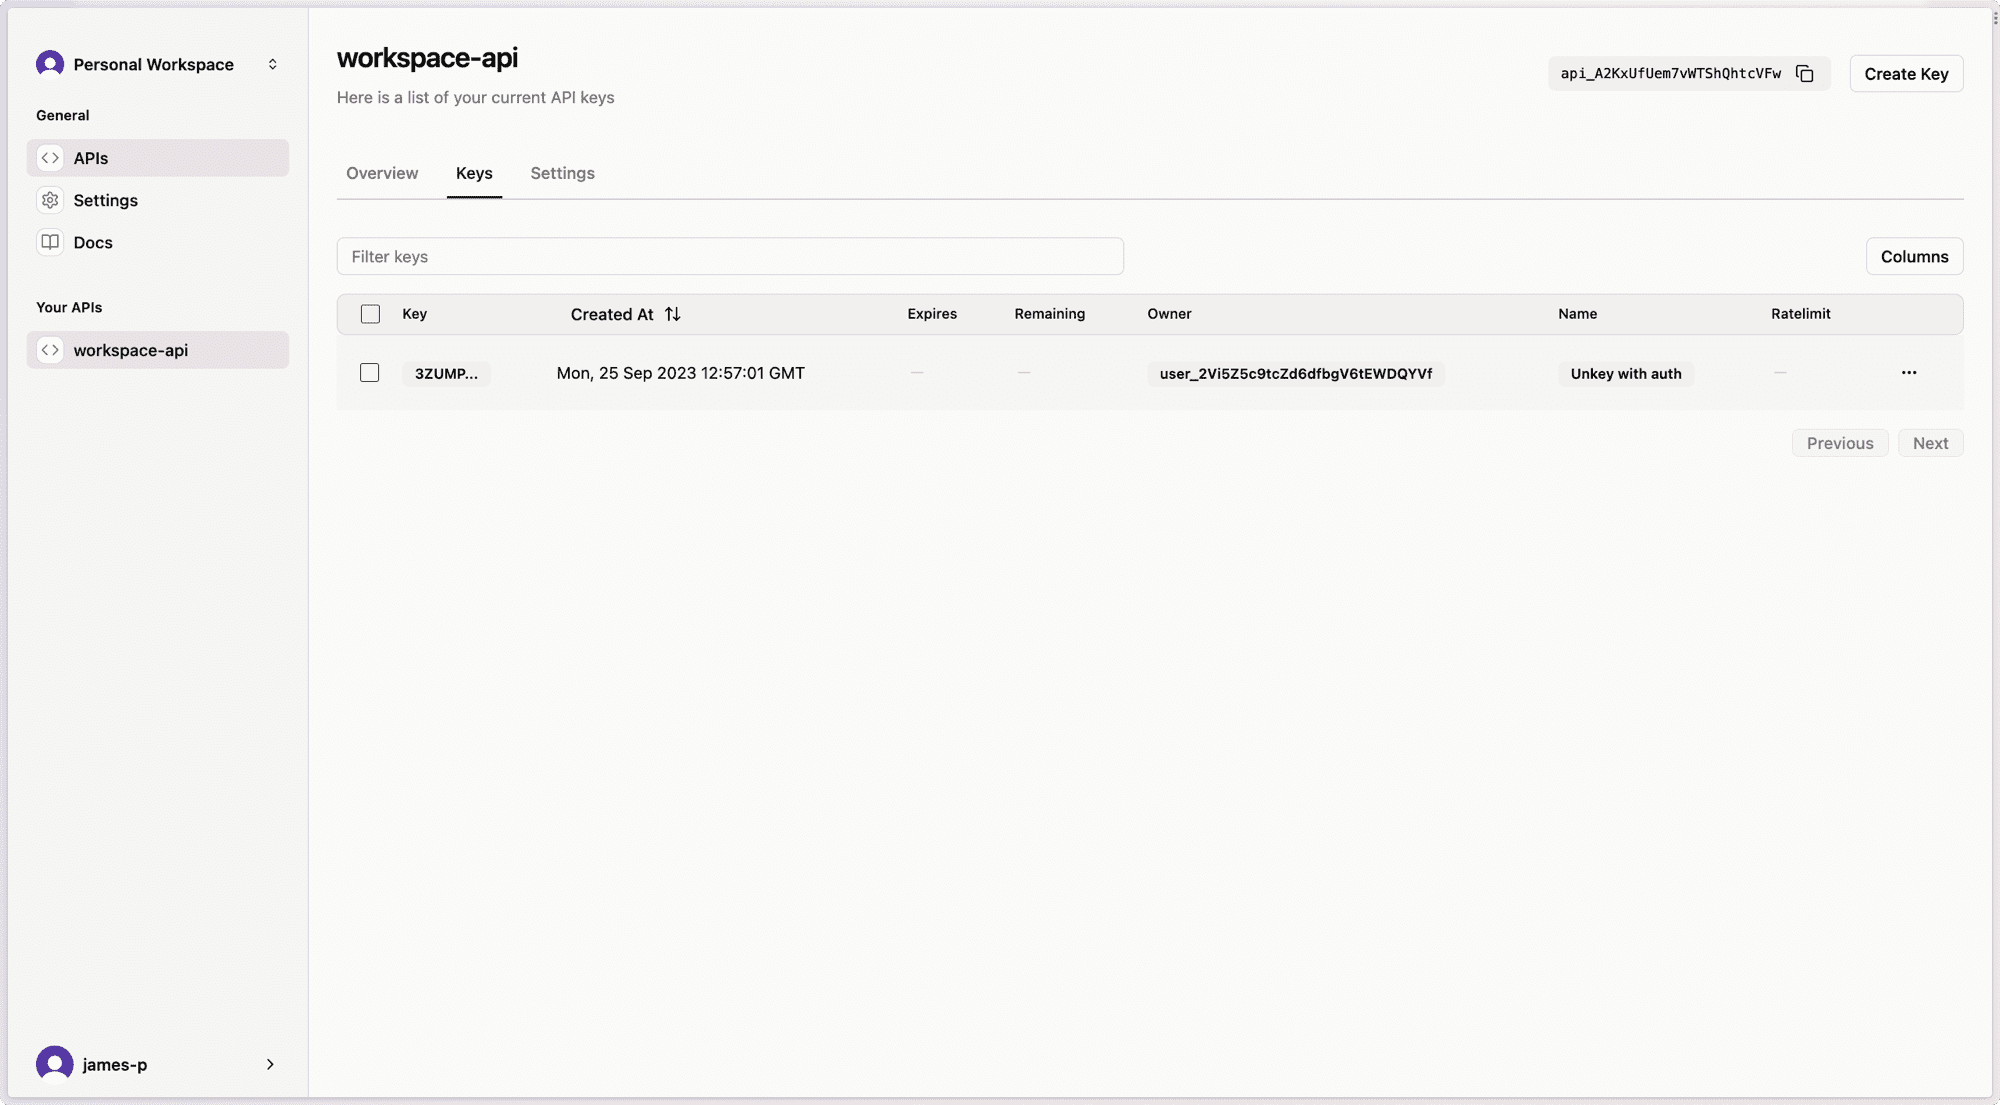 Personal Workspace
General
APIs
Settings
Docs
Your APIs
workspace-api
james-p
workspace-api
Here is a list of your current API keys
api_A2KxUfUem7vWTShQhtcVFw
Create Key
Overview Keys Settings
Filter keys
Columns
Key Created At Expires Remaining Owner Name Ratelimit
3ZUMP... Mon, 25 Sep 2023 12:57:01 GMT — — user_2Vi5Z5c9tcZd6dfbgV6tEWDQYVf Unkey with auth — ...
Previous Next